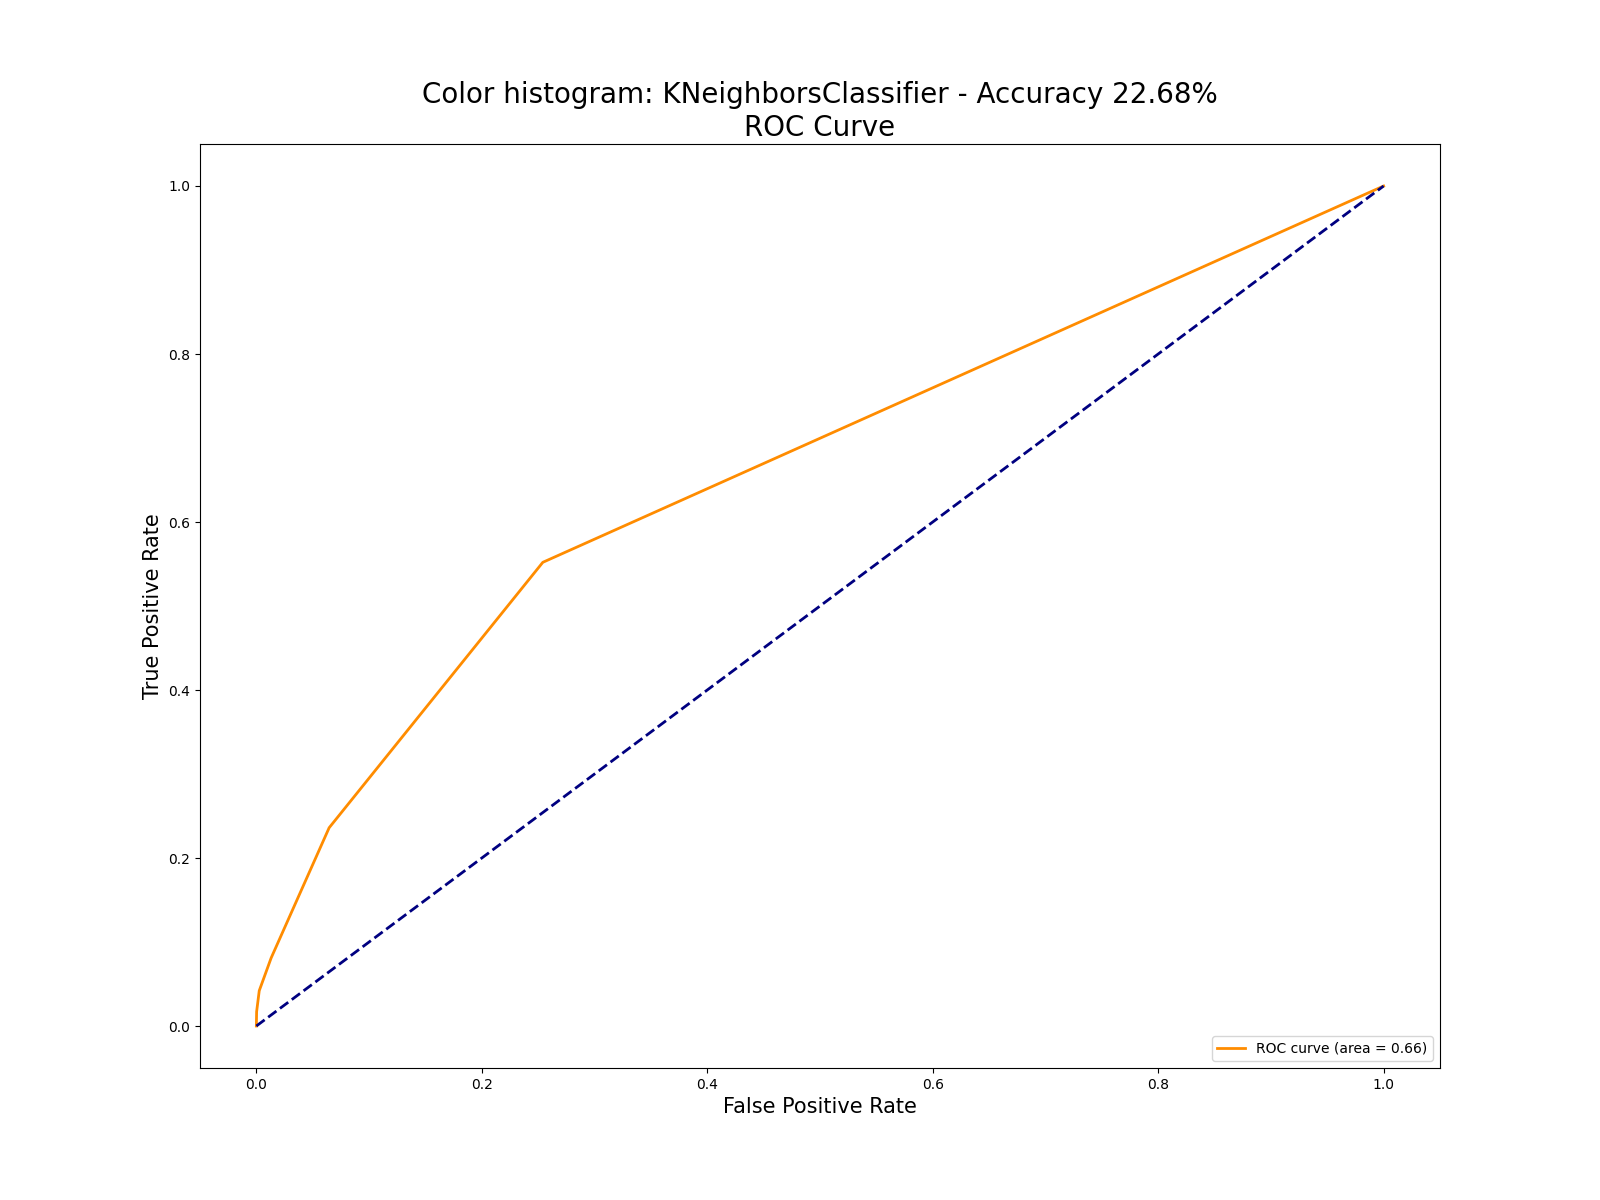 Color histogram: KNeighborsClassifier - Accuracy 22.68%
ROC Curve
1.0
0.8
0.6
0.4
0.2
0.0
True Positive Rate
ROC curve (area = 0.66)
0.0 0.2 0.4 0.6 0.8 1.0
False Positive Rate